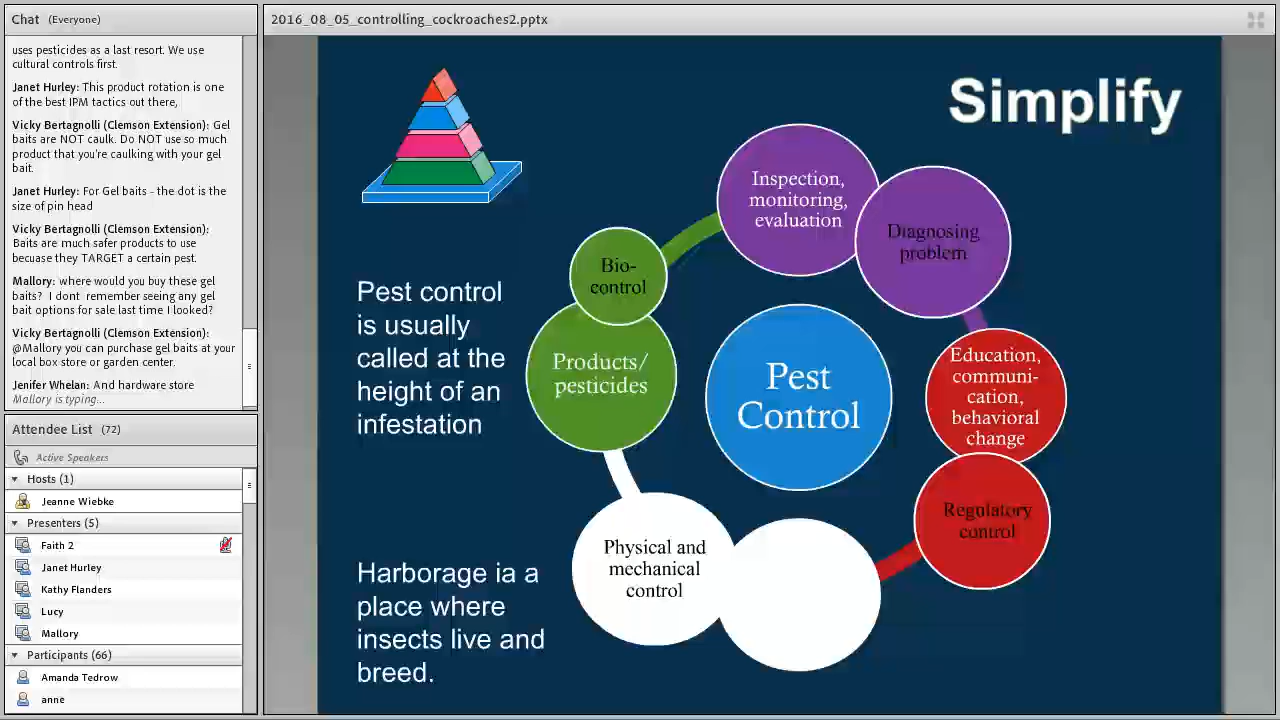 Chat (Everyone)
uses pesticides as a last resort. We use
cultural controls first.
Janet Hurley: This product rotation is one
of the best IPM tactics out there,
Vicky Bertagnolli (Clemson Extension): Gel
baits are NOT caulk. Do NOT use so much
product that you're caulking with your gel
bait.
Janet Hurley: For Gel baits - the dot is the
size of pin head
Vicky Bertagnolli (Clemson Extension):
Baits are much safer products to use
becuase they TARGET a certain pest.
Mallory: where would you buy these gel
baits? I dont remember seeing any gel
bait options for sale last time I looked?
Vicky Bertagnolli (Clemson Extension):
@Mallory you can purchase gel baits at your
local box store or garden center.
Jenifer Whelan: hardware store
Mallory is typing...
Attendee List (72)
Active Speakers
Hosts (1)
Jeanne Wiebke
Presenters (5)
Faith 2
Janet Hurley
Kathy Flanders
Lucy
Mallory
Participants (66)
Amanda Tedrow
anne
2016_08_05_controlling_cockroaches2.pptx
Simplify
Inspection,
monitoring,
evaluation
Diagnosing
problem
Education,
communi-
cation,
behavioral
change
Regulatory
control
Physical and
mechanical
control
Products/
pesticides
Bio-
control
Pest
Control
Pest control
is usually
called at the
height of an
infestation
Harborage ia a
place where
insects live and
breed.